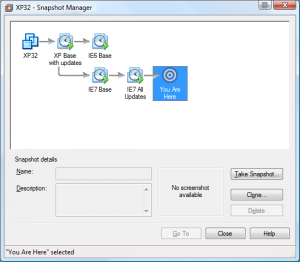 XP32 - Snapshot Manager
XP32
XP Base
with updates
IE6 Base
IE7 Base
IE7 All
Updates
You Are
Here
Snapshot details
Name:
Description:
No screenshot
available
Take Snapshot...
Clone...
Delete
Go To
Close
Help
"You Are Here" selected